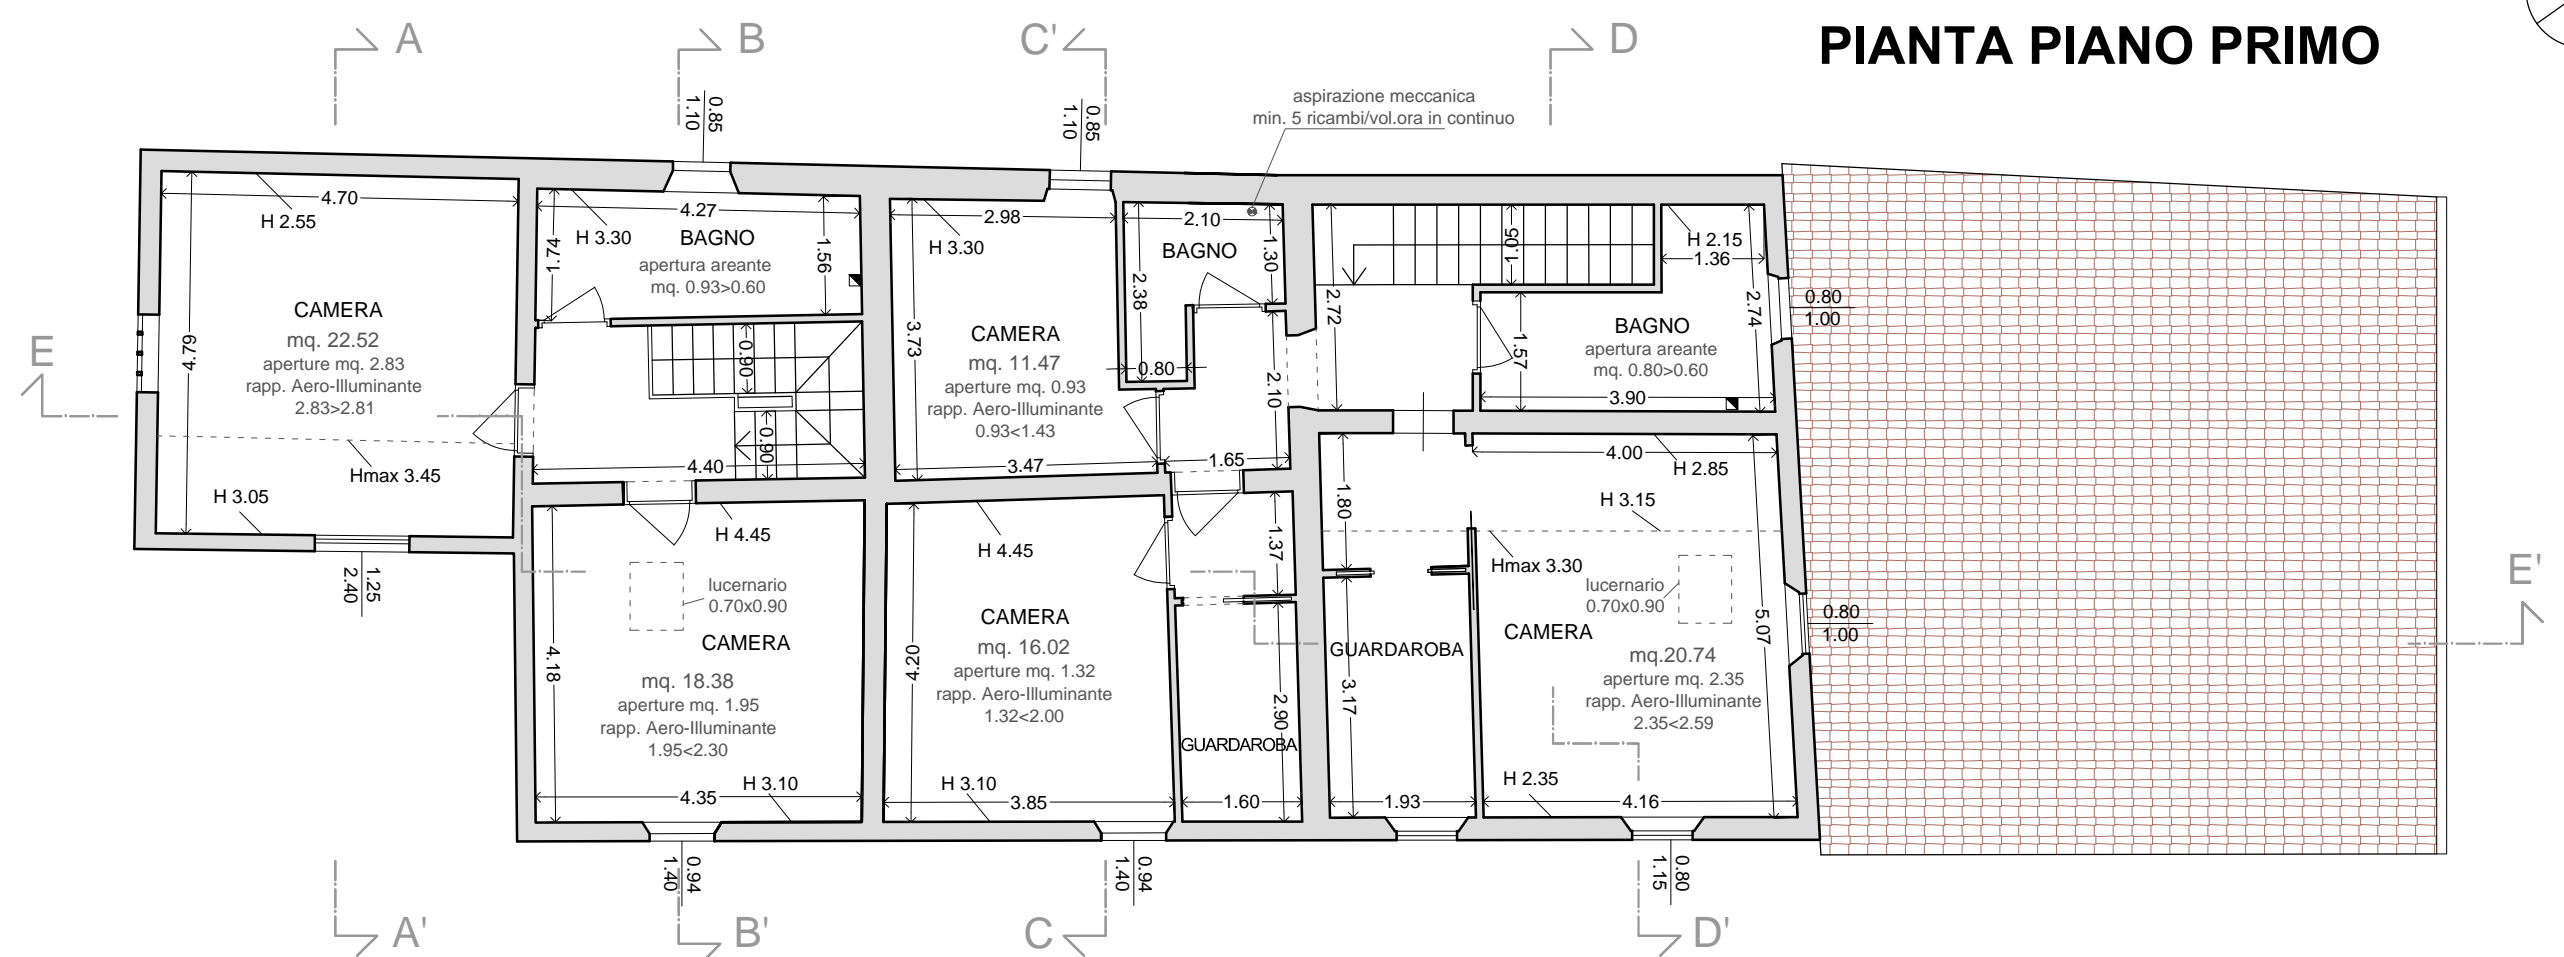 PIANTA PIANO PRIMO
A
B
C'
D
0.85
1.10
0.85
1.10
aspirazione meccanica
min. 5 ricambi/vol.ora in continuo
4.70
H 2.55
4.79
CAMERA
mq. 22.52
aperture mq. 2.83
rapp. Aero-Illuminante
2.83>2.81
Hmax 3.45
H 3.05
1.25
2.40
E
4.27
H 3.30
1.74
1.56
BAGNO
apertura areante
mq. 0.93>0.60
0.90
0.90
4.40
2.98
H 3.30
3.73
CAMERA
mq. 11.47
aperture mq. 0.93
rapp. Aero-Illuminante
0.93<1.43
3.47
2.10
BAGNO
1.30
2.38
0.80
2.10
1.65
1.05
2.72
H 2.15
1.36
2.74
1.57
BAGNO
apertura areante
mq. 0.80>0.60
3.90
0.80
1.00
H 4.45
lucernario
0.70x0.90
CAMERA
4.18
mq. 18.38
aperture mq. 1.95
rapp. Aero-Illuminante
1.95<2.30
H 3.10
4.35
0.94
1.40
H 4.45
CAMERA
mq. 16.02
aperture mq. 1.32
rapp. Aero-Illuminante
1.32<2.00
4.20
H 3.10
3.85
0.94
1.40
1.37
2.90
GUARDAROBA
1.60
1.80
GUARDAROBA
3.17
1.93
4.00
H 2.85
H 3.15
Hmax 3.30
lucernario
0.70x0.90
CAMERA
5.07
mq.20.74
aperture mq. 2.35
rapp. Aero-Illuminante
2.35<2.59
H 2.35
4.16
0.80
1.00
0.80
1.15
E'
A'
B'
C
D'